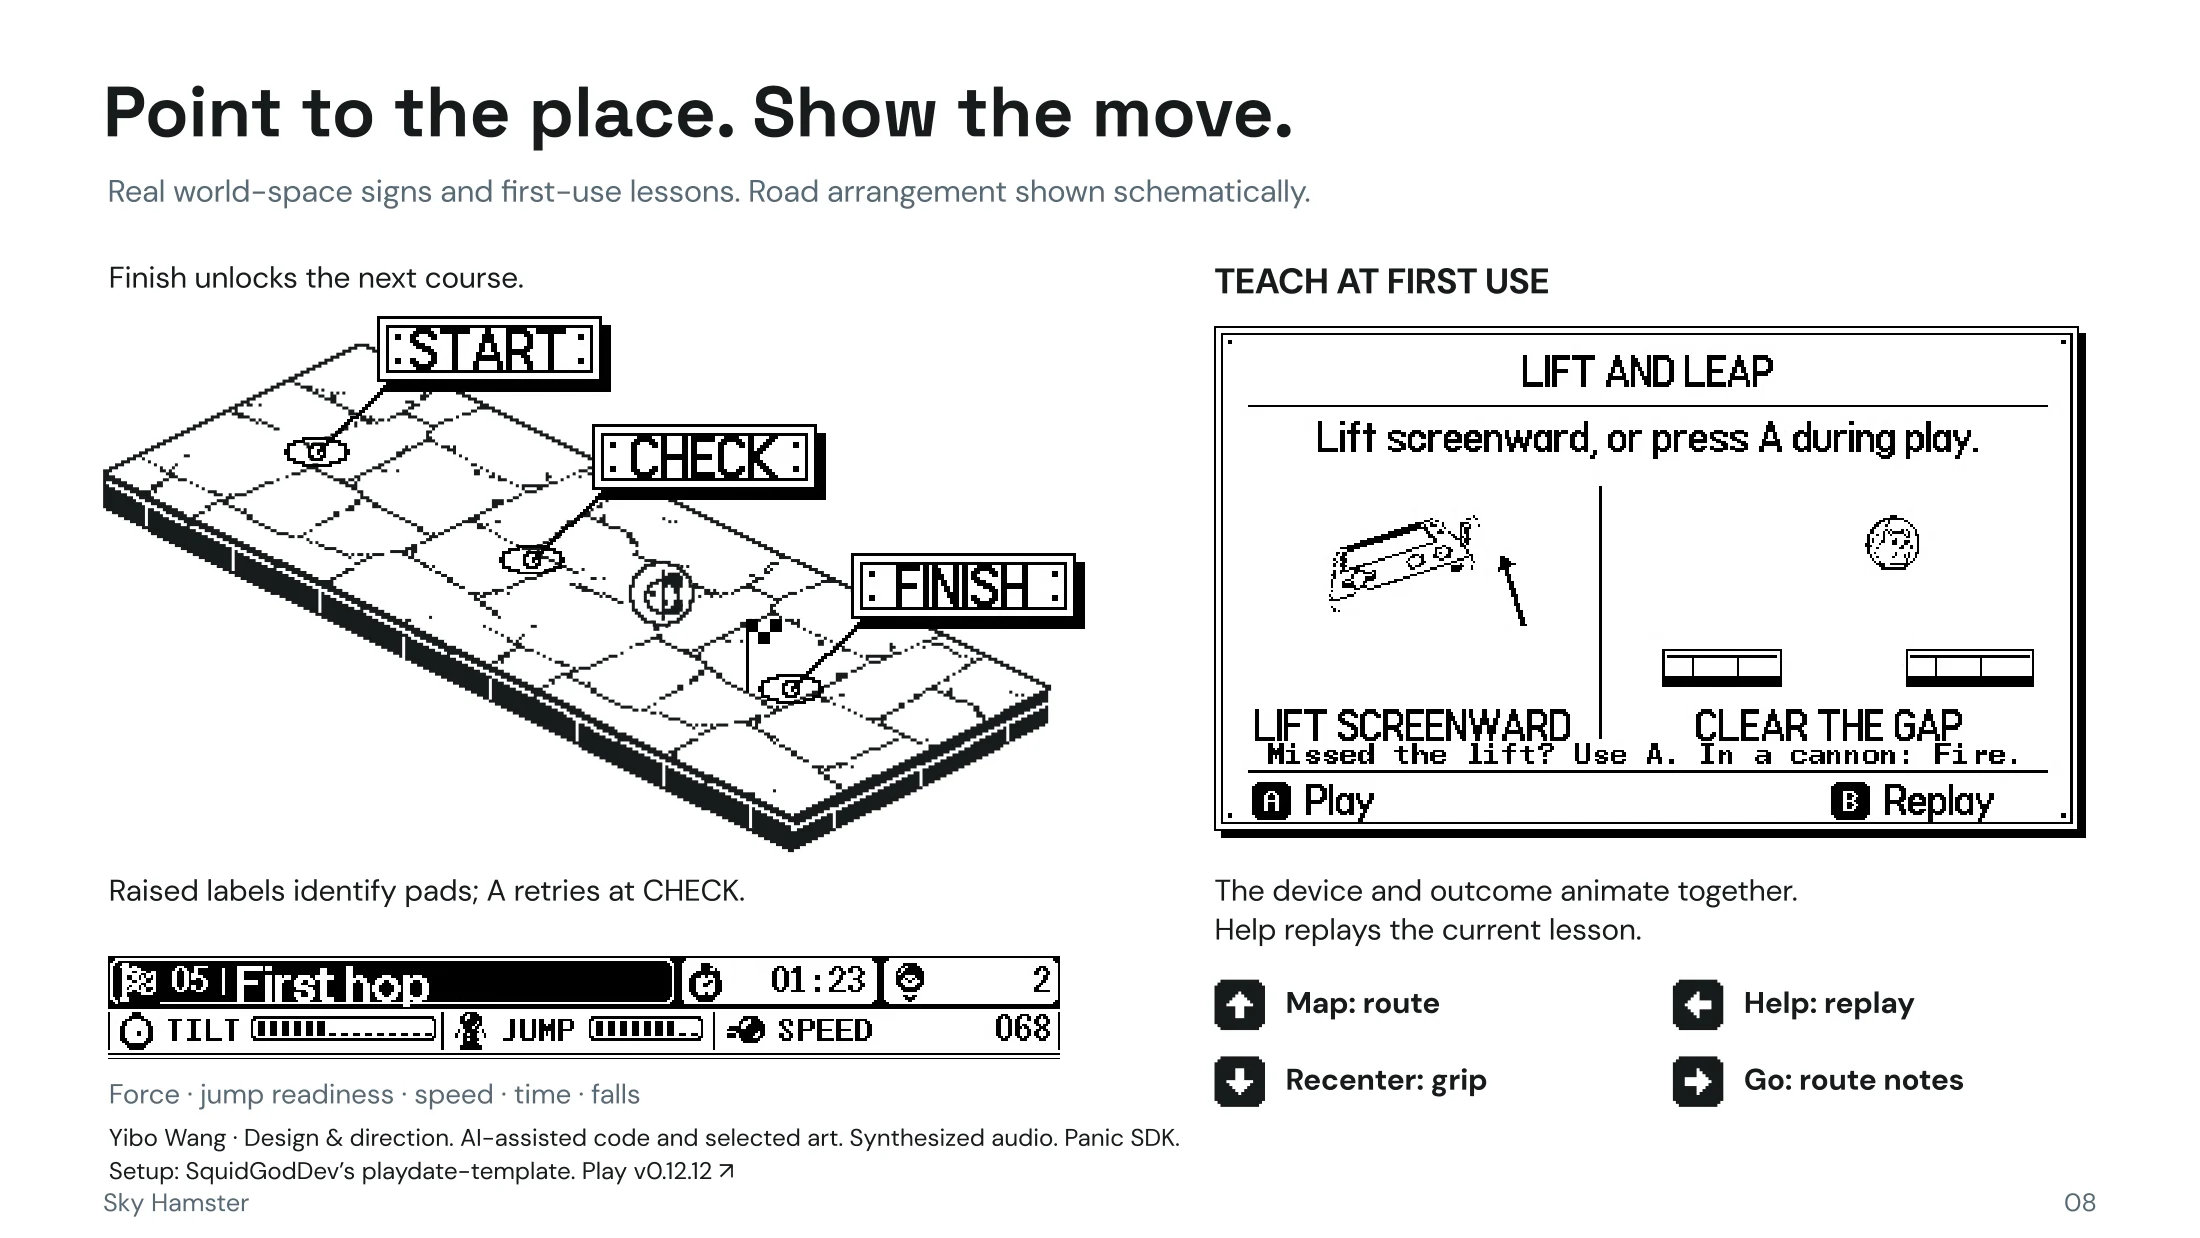 Point to the place. Show the move.
Real world-space signs and first-use lessons. Road arrangement shown schematically.
Finish unlocks the next course.
START
CHECK
FINISH
Raised labels identify pads; A retries at CHECK.
05 | First hop 01:23 2
TILT JUMP SPEED 068
Force · jump readiness · speed · time · falls
Yibo Wang · Design & direction. AI-assisted code and selected art. Synthesized audio. Panic SDK.
Setup: SquidGodDev’s playdate-template. Play v0.12.12 ↗
TEACH AT FIRST USE
LIFT AND LEAP
Lift screenward, or press A during play.
LIFT SCREENWARD
CLEAR THE GAP
Missed the lift? Use A. In a cannon: Fire.
A Play
B Replay
The device and outcome animate together.
Help replays the current lesson.
Map: route
Help: replay
Recenter: grip
Go: route notes
Sky Hamster
08